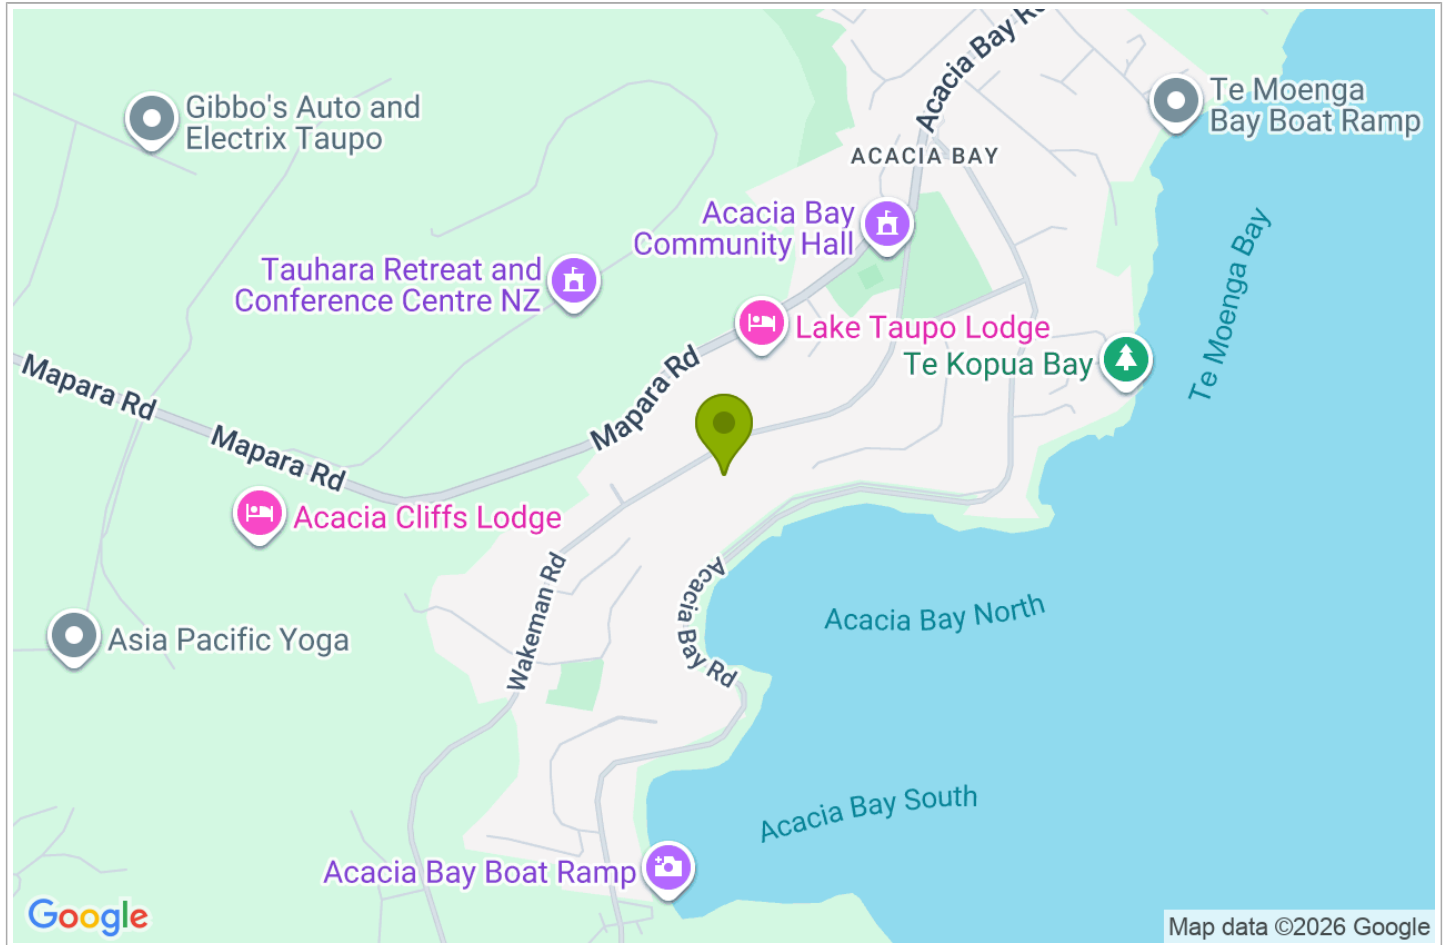 Acacia Bay Rd
Te Moenga
Bay Boat Ramp
Gibbo's Auto and
Electrix Taupo
ACACIA BAY
Acacia Bay
Community Hall
Tauhara Retreat and
Conference Centre NZ
Te Moenga Bay
Lake Taupo Lodge
Te Kopua Bay
Mapara Rd
Mapara Rd
Mapara Rd
Acacia Cliffs Lodge
Wakeman Rd
Acacia Bay Rd
Acacia Bay North
Asia Pacific Yoga
Acacia Bay South
Acacia Bay Boat Ramp
Google
Map data ©2026 Google